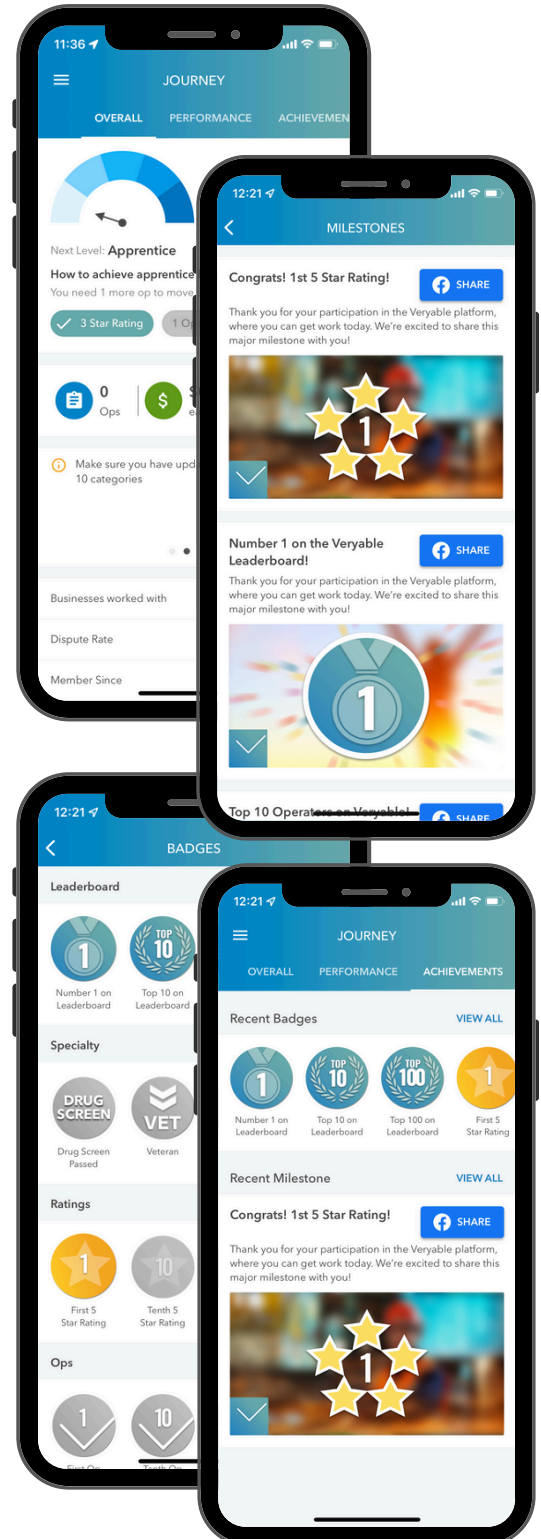 11:36
JOURNEY
OVERALL PERFORMANCE ACHIEVEMEN
Next Level: Apprentice
How to achieve apprentice
You need 1 more op to move
3 Star Rating
1 Op
0
Ops
$
Make sure you have upd
10 categories
Businesses worked with
Dispute Rate
Member Since
12:21
MILESTONES
Congrats! 1st 5 Star Rating!
SHARE
Thank you for your participation in the Veryable platform,
where you can get work today. We're excited to share this
major milestone with you!
1
Number 1 on the Veryable
Leaderboard!
SHARE
Thank you for your participation in the Veryable platform,
where you can get work today. We're excited to share this
major milestone with you!
1
Top 10 Operators on Veryable!
SHARE
12:21
BADGES
Leaderboard
1
TOP
10
Number 1 on
Leaderboard
Top 10 on
Leaderboard
Specialty
DRUG
SCREEN
VET
Drug Screen
Passed
Veteran
Ratings
1
10
First 5
Star Rating
Tenth 5
Star Rating
Ops
1
10
First Op
Tenth Op
12:21
JOURNEY
OVERALL PERFORMANCE ACHIEVEMENTS
Recent Badges
VIEW ALL
1
TOP
10
TOP
100
1
Number 1 on
Leaderboard
Top 10 on
Leaderboard
Top 100 on
Leaderboard
First 5
Star Rating
Recent Milestone
VIEW ALL
Congrats! 1st 5 Star Rating!
SHARE
Thank you for your participation in the Veryable platform,
where you can get work today. We're excited to share this
major milestone with you!
1